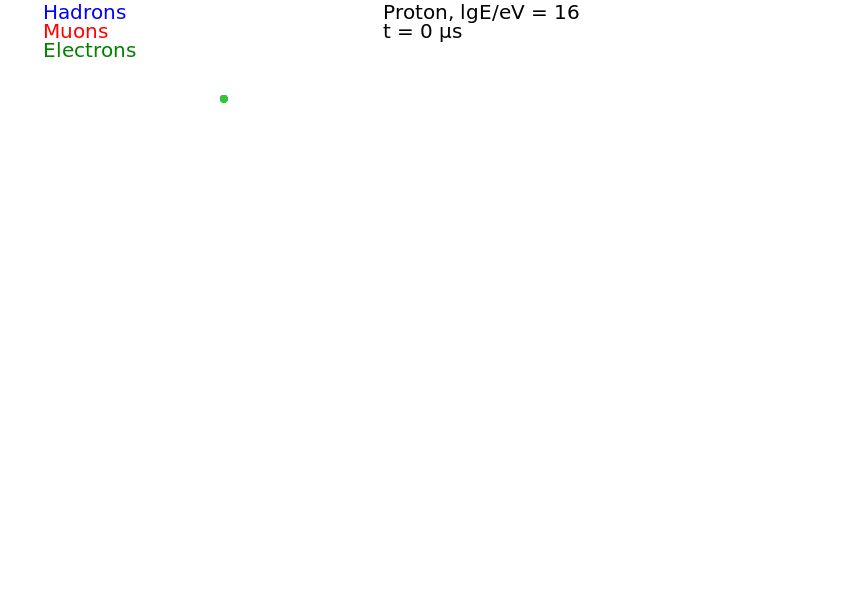 Hadrons
Muons
Electrons
Proton, lgE/eV = 16
t = 0 µs